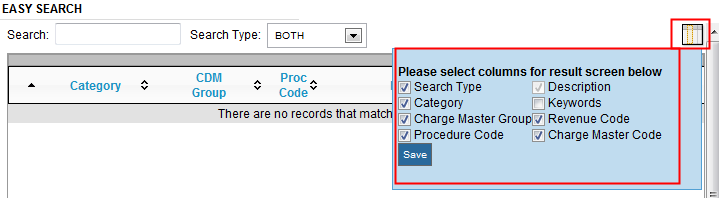 EASY SEARCH
Search: Search Type: BOTH
Please select columns for result screen below
Search Type Description
Category Keywords
Charge Master Group Revenue Code
Procedure Code Charge Master Code
Save
Category CDM Group Proc Code
There are no records that match